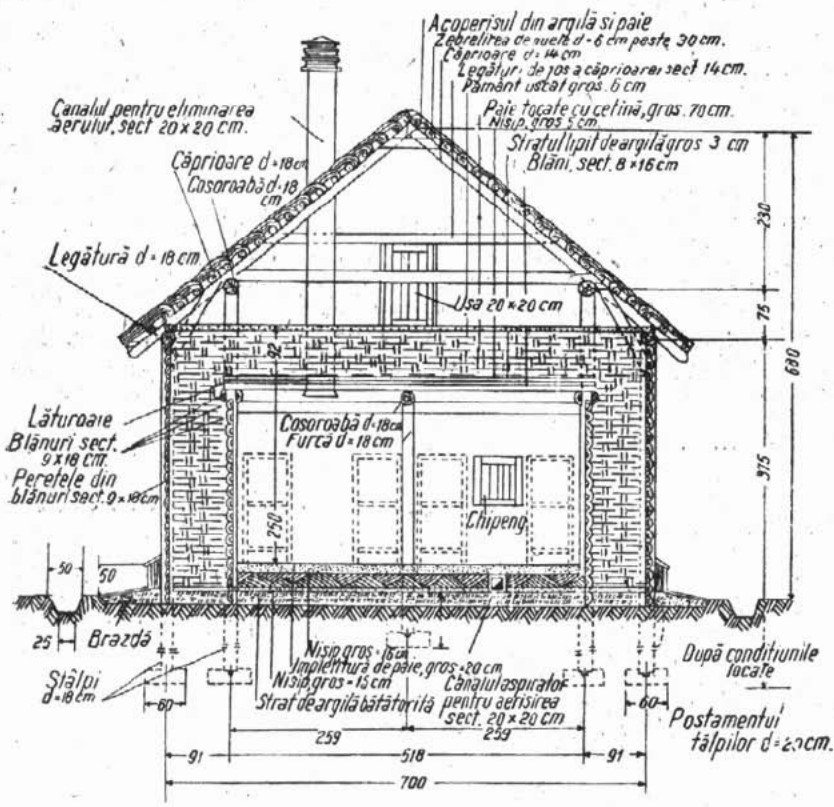 Acoperisul din argilă si paie
Zebrelirea de nuele d-6 cm peste 30 cm.
Căprioare d=14 cm
Legături de jos a căprioarei sect 14 cm.
Pământ uscat gros. 6 cm
Paie tocate cu cetină, gros. 70 cm.
Nisip gros 5 cm.
Stratul lipit de argilă gros 3 cm
Blăni, sect. 8×16 cm
Canalul pentru eliminarea
aerului, sect 20×20 cm.
Căprioare d=18 cm
Cosoroabă d=18
cm
Legătură d=18 cm
Usa 20×20 cm
230
75
680
375
92
Lăturoaie
Blănuri sect.
9×18 cm.
Peretele din
blănuri sect. 9×18 cm
Cosoroabă d=18 cm
Furcă d=18 cm
Chipeng
250
50
50
25
Brazdă
Stâlpi
d=18 cm
60
Nisip gros=15 cm
Implentura de paie, gros=20 cm
Nisip gros=15 cm
Strat de argilă bătătorită
Canalul aspirator
pentru aerisirea
sect. 20×20 cm
După condițiunile
locale
60
Postamentul
tălpilor d=20 cm.
259
259
91
518
91
700